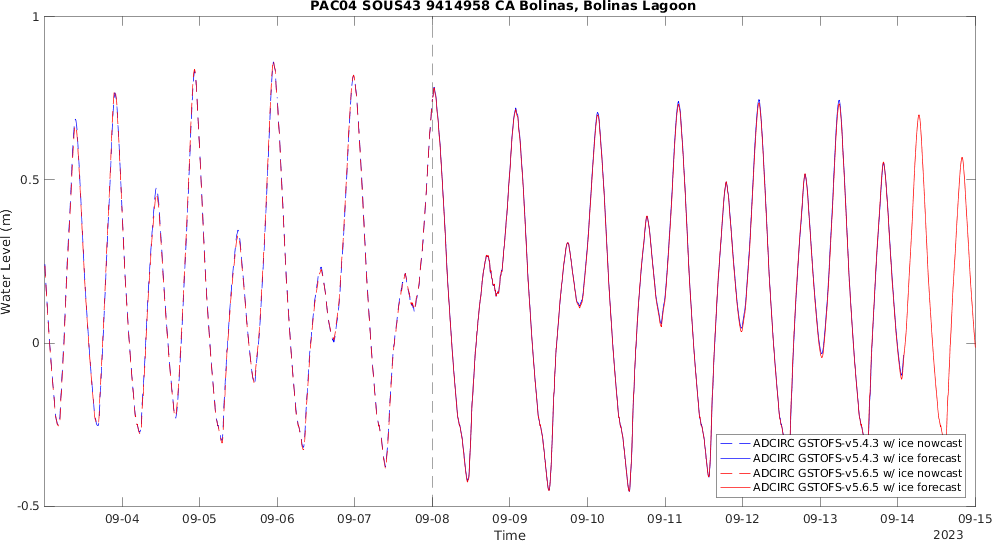 PAC04 SOUS43 9414958 CA Bolinas, Bolinas Lagoon
1
0.5
0
-0.5
Water Level (m)
09-04 09-05 09-06 09-07 09-08 09-09 09-10 09-11 09-12 09-13 09-14 09-15
Time
2023
ADCIRC GSTOFS-v5.4.3 w/ ice nowcast
ADCIRC GSTOFS-v5.4.3 w/ ice forecast
ADCIRC GSTOFS-v5.6.5 w/ ice nowcast
ADCIRC GSTOFS-v5.6.5 w/ ice forecast